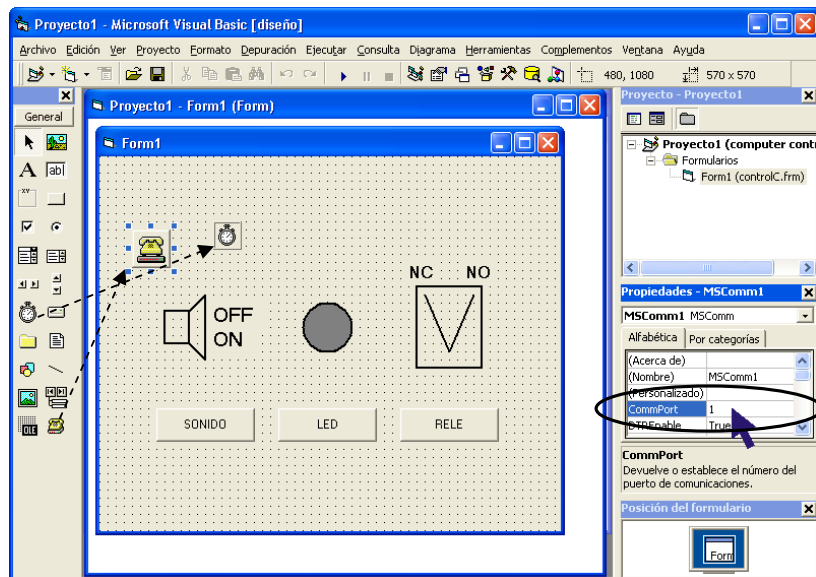 Proyecto1 - Microsoft Visual Basic [diseño]
Archivo Edición Ver Proyecto Formato Depuración Ejecutar Consulta Diagrama Herramientas Complementos Ventana Ayuda
480, 1080 570 x 570
General
A ab|
XY
OLE
Proyecto1 - Form1 (Form)
Form1
OFF
ON
NC NO
SONIDO LED RELE
Proyecto - Proyecto1
Proyecto1 (computer contr
Formularios
Form1 (controlC.frm)
Propiedades - MSComm1
MSComm1 MSComm
Alfabética Por categorías
(Acerca de)
(Nombre) MSComm1
(Personalizado)
CommPort 1
DTREnable True
CommPort
Devuelve o establece el número del
puerto de comunicaciones.
Posición del formulario
Form